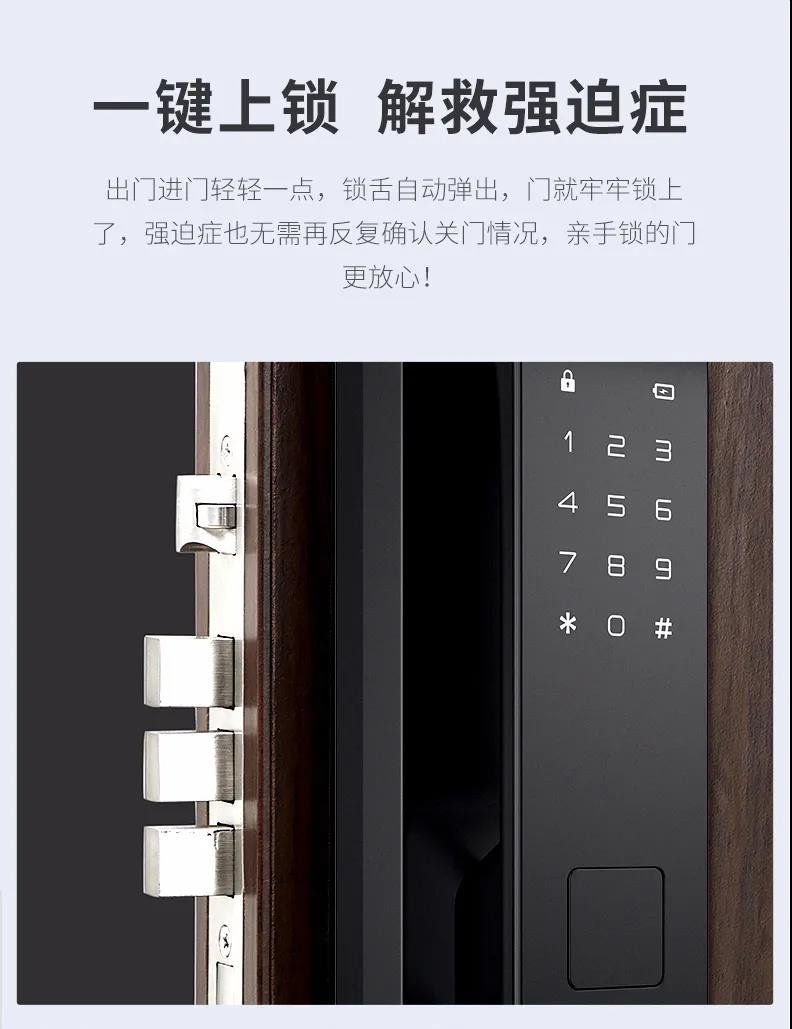 一键上锁 解救强迫症
出门进门轻轻一点，锁舌自动弹出，门就牢牢锁上
了，强迫症也无需再反复确认关门情况，亲手锁的门
更放心！
1 2 3
4 5 6
7 8 9
* 0 #